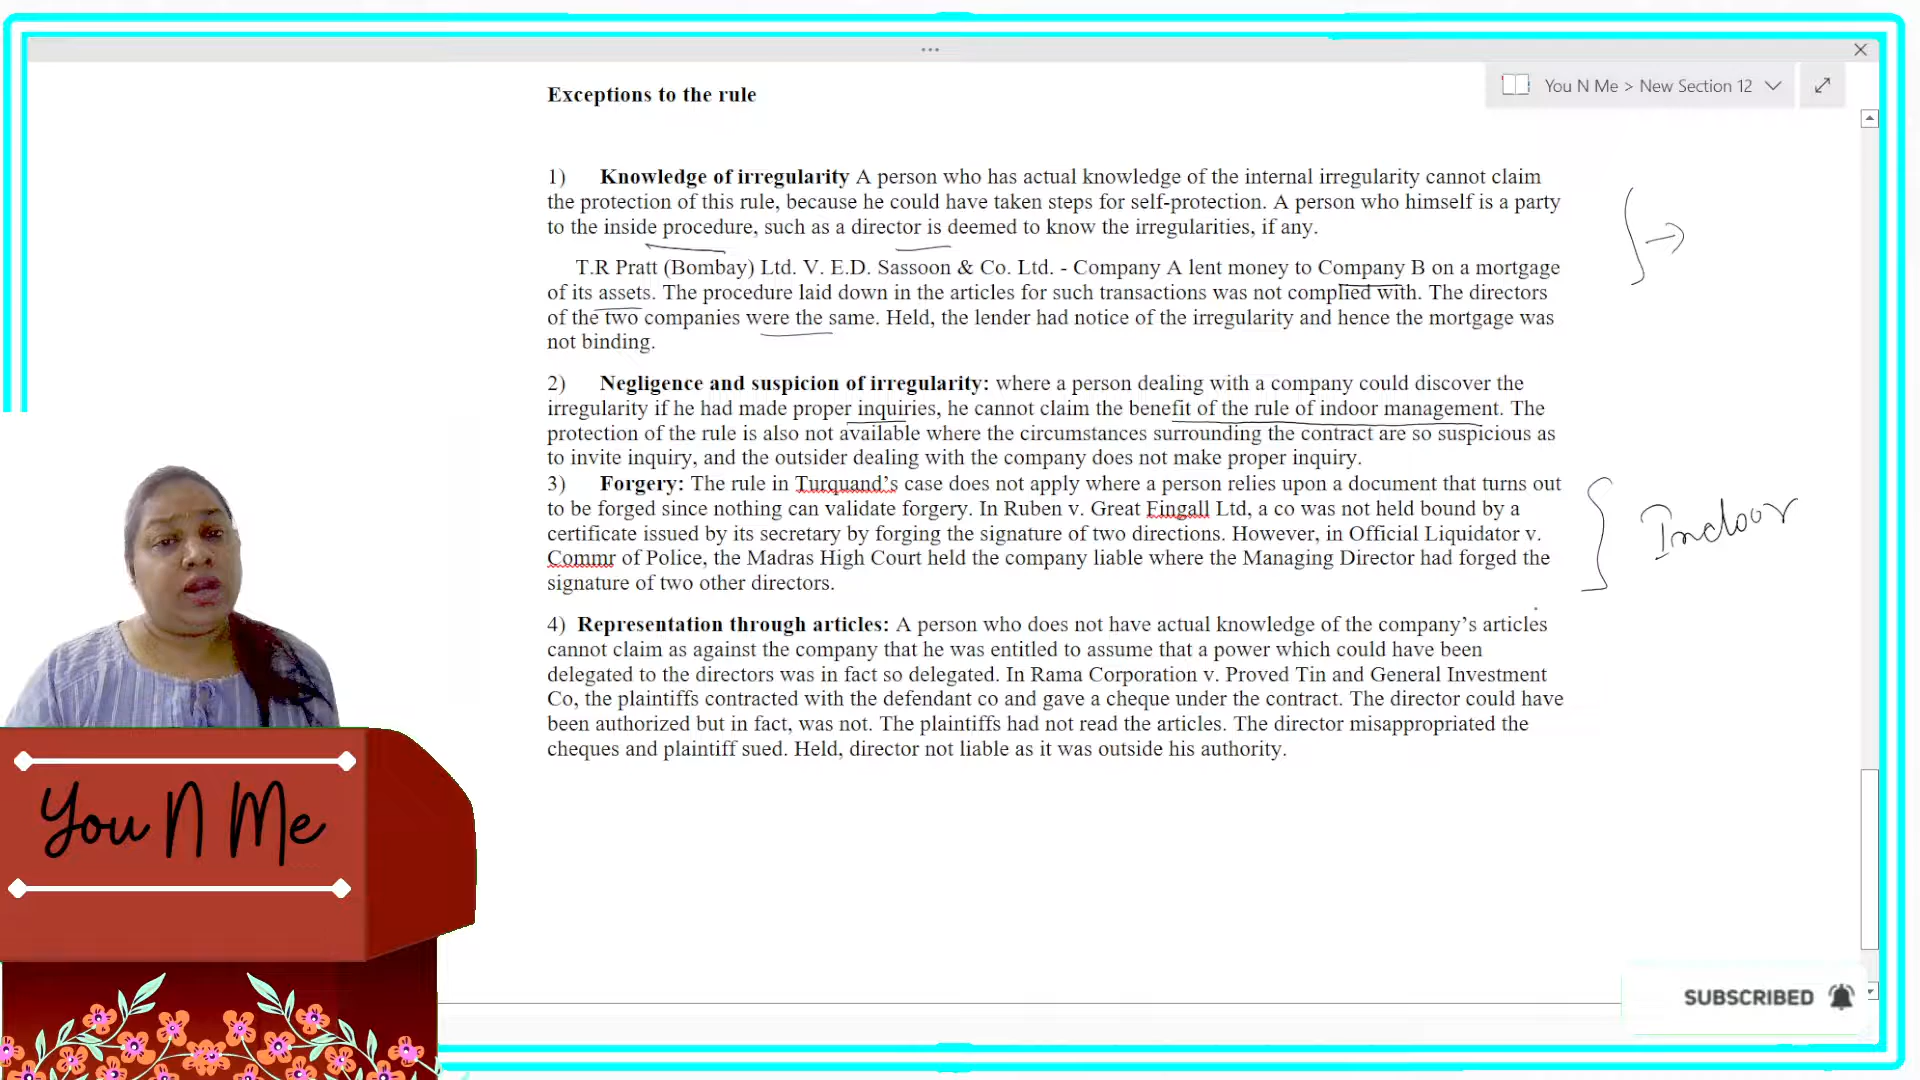 You N Me > New Section 12
Exceptions to the rule
1) Knowledge of irregularity A person who has actual knowledge of the internal irregularity cannot claim
the protection of this rule, because he could have taken steps for self-protection. A person who himself is a party
to the inside procedure, such as a director is deemed to know the irregularities, if any.
T.R Pratt (Bombay) Ltd. V. E.D. Sassoon & Co. Ltd. - Company A lent money to Company B on a mortgage
of its assets. The procedure laid down in the articles for such transactions was not complied with. The directors
of the two companies were the same. Held, the lender had notice of the irregularity and hence the mortgage was
not binding.
2) Negligence and suspicion of irregularity: where a person dealing with a company could discover the
irregularity if he had made proper inquiries, he cannot claim the benefit of the rule of indoor management. The
protection of the rule is also not available where the circumstances surrounding the contract are so suspicious as
to invite inquiry, and the outsider dealing with the company does not make proper inquiry.
3) Forgery: The rule in Turquand's case does not apply where a person relies upon a document that turns out
to be forged since nothing can validate forgery. In Ruben v. Great Fingall Ltd, a co was not held bound by a
certificate issued by its secretary by forging the signature of two directions. However, in Official Liquidator v.
Commr of Police, the Madras High Court held the company liable where the Managing Director had forged the
signature of two other directors.
Indoor
4) Representation through articles: A person who does not have actual knowledge of the company's articles
cannot claim as against the company that he was entitled to assume that a power which could have been
delegated to the directors was in fact so delegated. In Rama Corporation v. Proved Tin and General Investment
Co, the plaintiffs contracted with the defendant co and gave a cheque under the contract. The director could have
been authorized but in fact, was not. The plaintiffs had not read the articles. The director misappropriated the
cheques and plaintiff sued. Held, director not liable as it was outside his authority.
You N Me
SUBSCRIBED